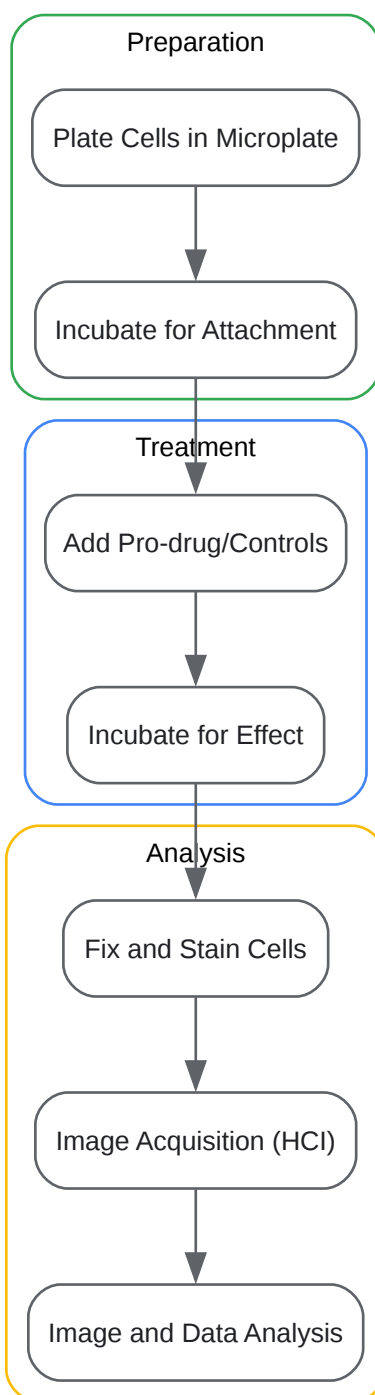 Preparation
Plate Cells in Microplate
Incubate for Attachment
Treatment
Add Pro-drug/Controls
Incubate for Effect
Analysis
Fix and Stain Cells
Image Acquisition (HCI)
Image and Data Analysis